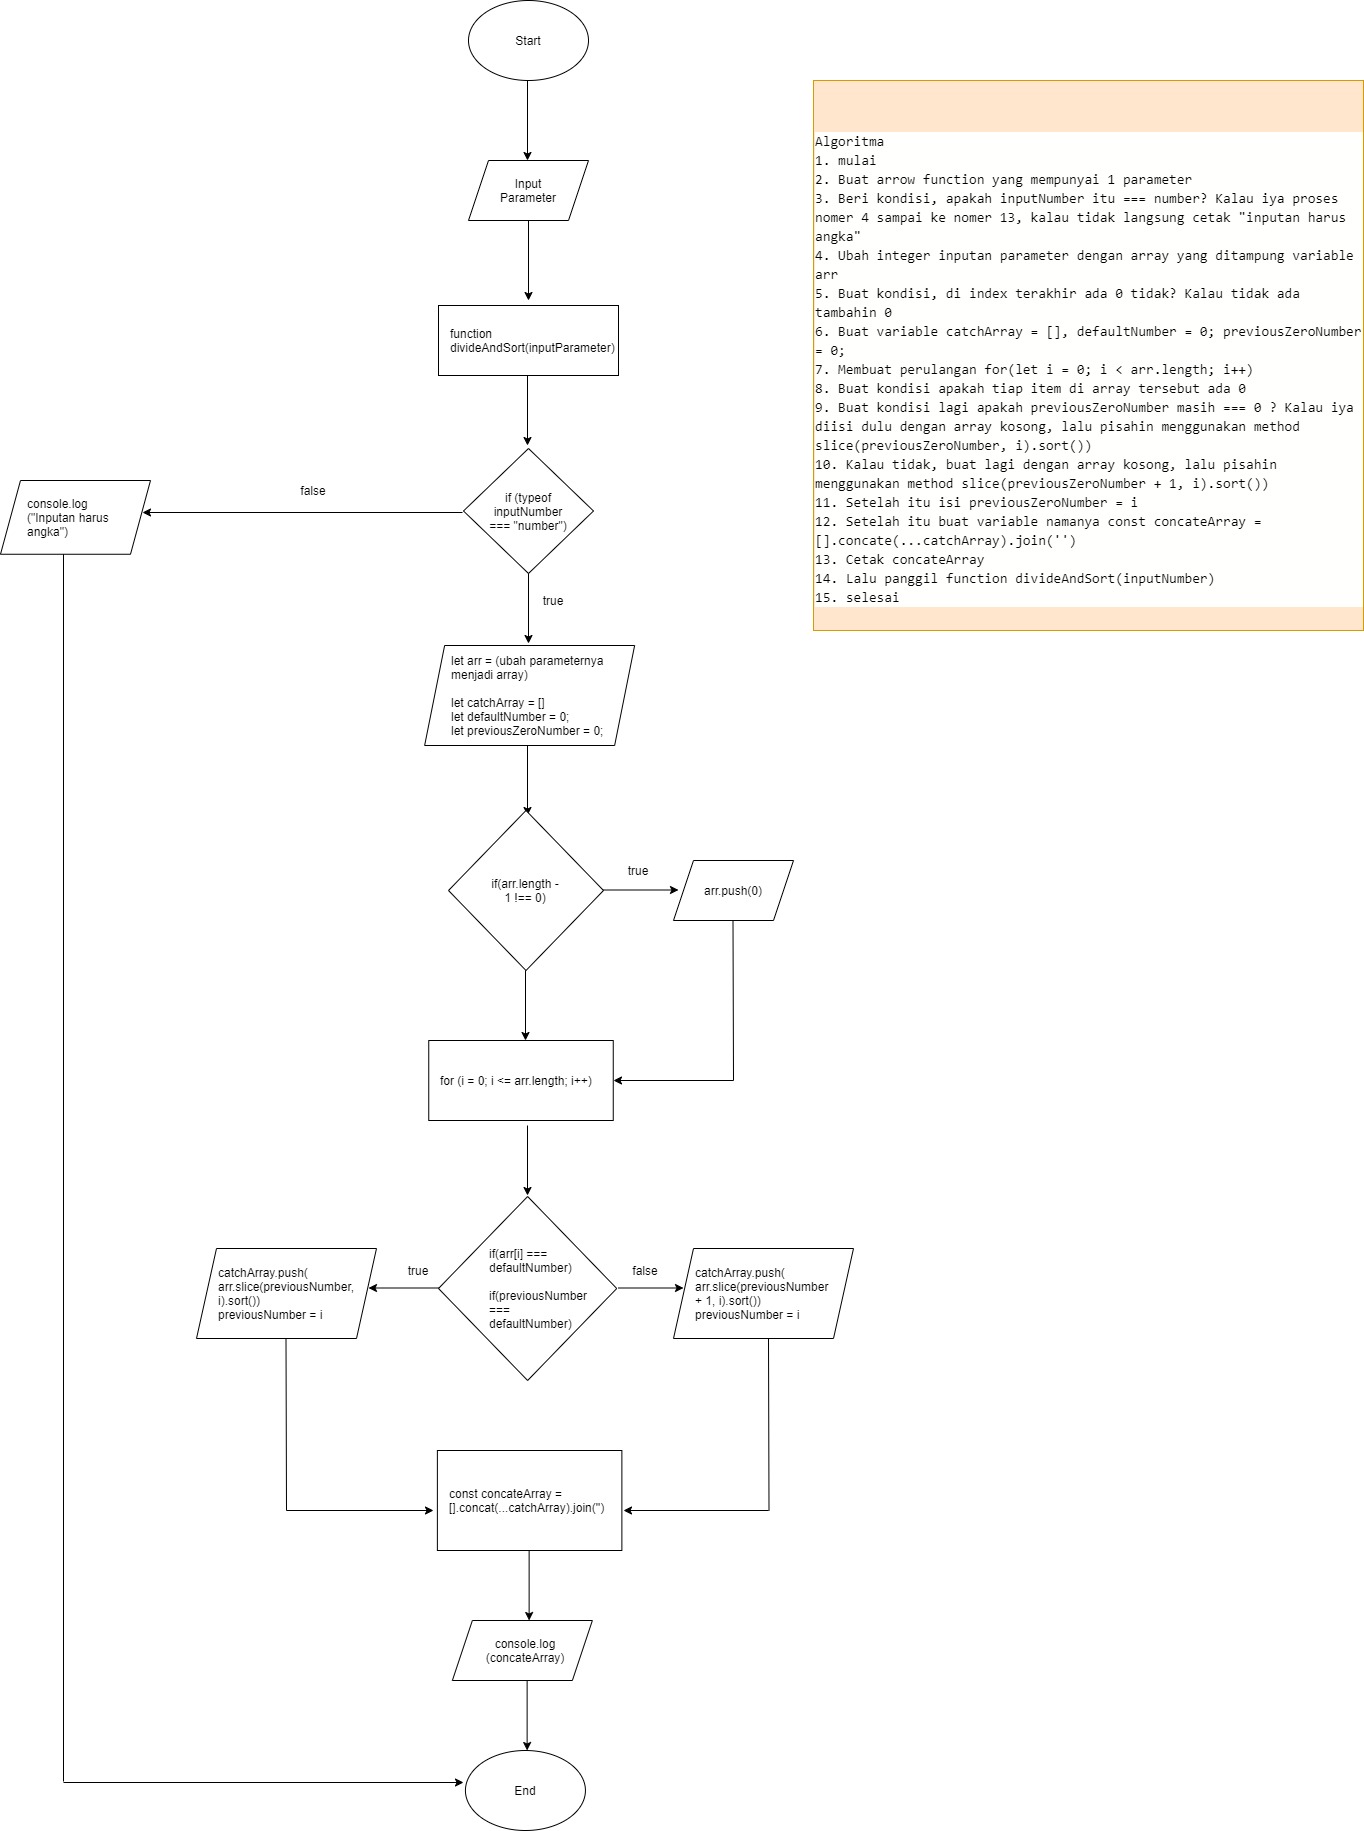 Start
Input
Parameter
function
divideAndSort(inputParameter)
if (typeof
inputNumber
=== "number")
false
console.log
("Inputan harus
angka")
true
let arr = (ubah parameternya
menjadi array)
let catchArray = []
let defaultNumber = 0;
let previousZeroNumber = 0;
if(arr.length -
1 !== 0)
true
arr.push(0)
for (i = 0; i <= arr.length; i++)
if(arr[i] ===
defaultNumber)
if(previousNumber
===
defaultNumber)
true
catchArray.push(
arr.slice(previousNumber,
i).sort())
previousNumber = i
false
catchArray.push(
arr.slice(previousNumber
+ 1, i).sort())
previousNumber = i
const concateArray =
[].concat(...catchArray).join('')
console.log
(concateArray)
End
Algoritma
1. mulai
2. Buat arrow function yang mempunyai 1 parameter
3. Beri kondisi, apakah inputNumber itu === number? Kalau iya proses
nomer 4 sampai ke nomer 13, kalau tidak langsung cetak "inputan harus
angka"
4. Ubah integer inputan parameter dengan array yang ditampung variable
arr
5. Buat kondisi, di index terakhir ada 0 tidak? Kalau tidak ada
tambahin 0
6. Buat variable catchArray = [], defaultNumber = 0; previousZeroNumber
= 0;
7. Membuat perulangan for(let i = 0; i < arr.length; i++)
8. Buat kondisi apakah tiap item di array tersebut ada 0
9. Buat kondisi lagi apakah previousZeroNumber masih === 0 ? Kalau iya
diisi dulu dengan array kosong, lalu pisahin menggunakan method
slice(previousZeroNumber, i).sort())
10. Kalau tidak, buat lagi dengan array kosong, lalu pisahin
menggunakan method slice(previousZeroNumber + 1, i).sort())
11. Setelah itu isi previousZeroNumber = i
12. Setelah itu buat variable namanya const concateArray =
[].concate(...catchArray).join('')
13. Cetak concateArray
14. Lalu panggil function divideAndSort(inputNumber)
15. selesai